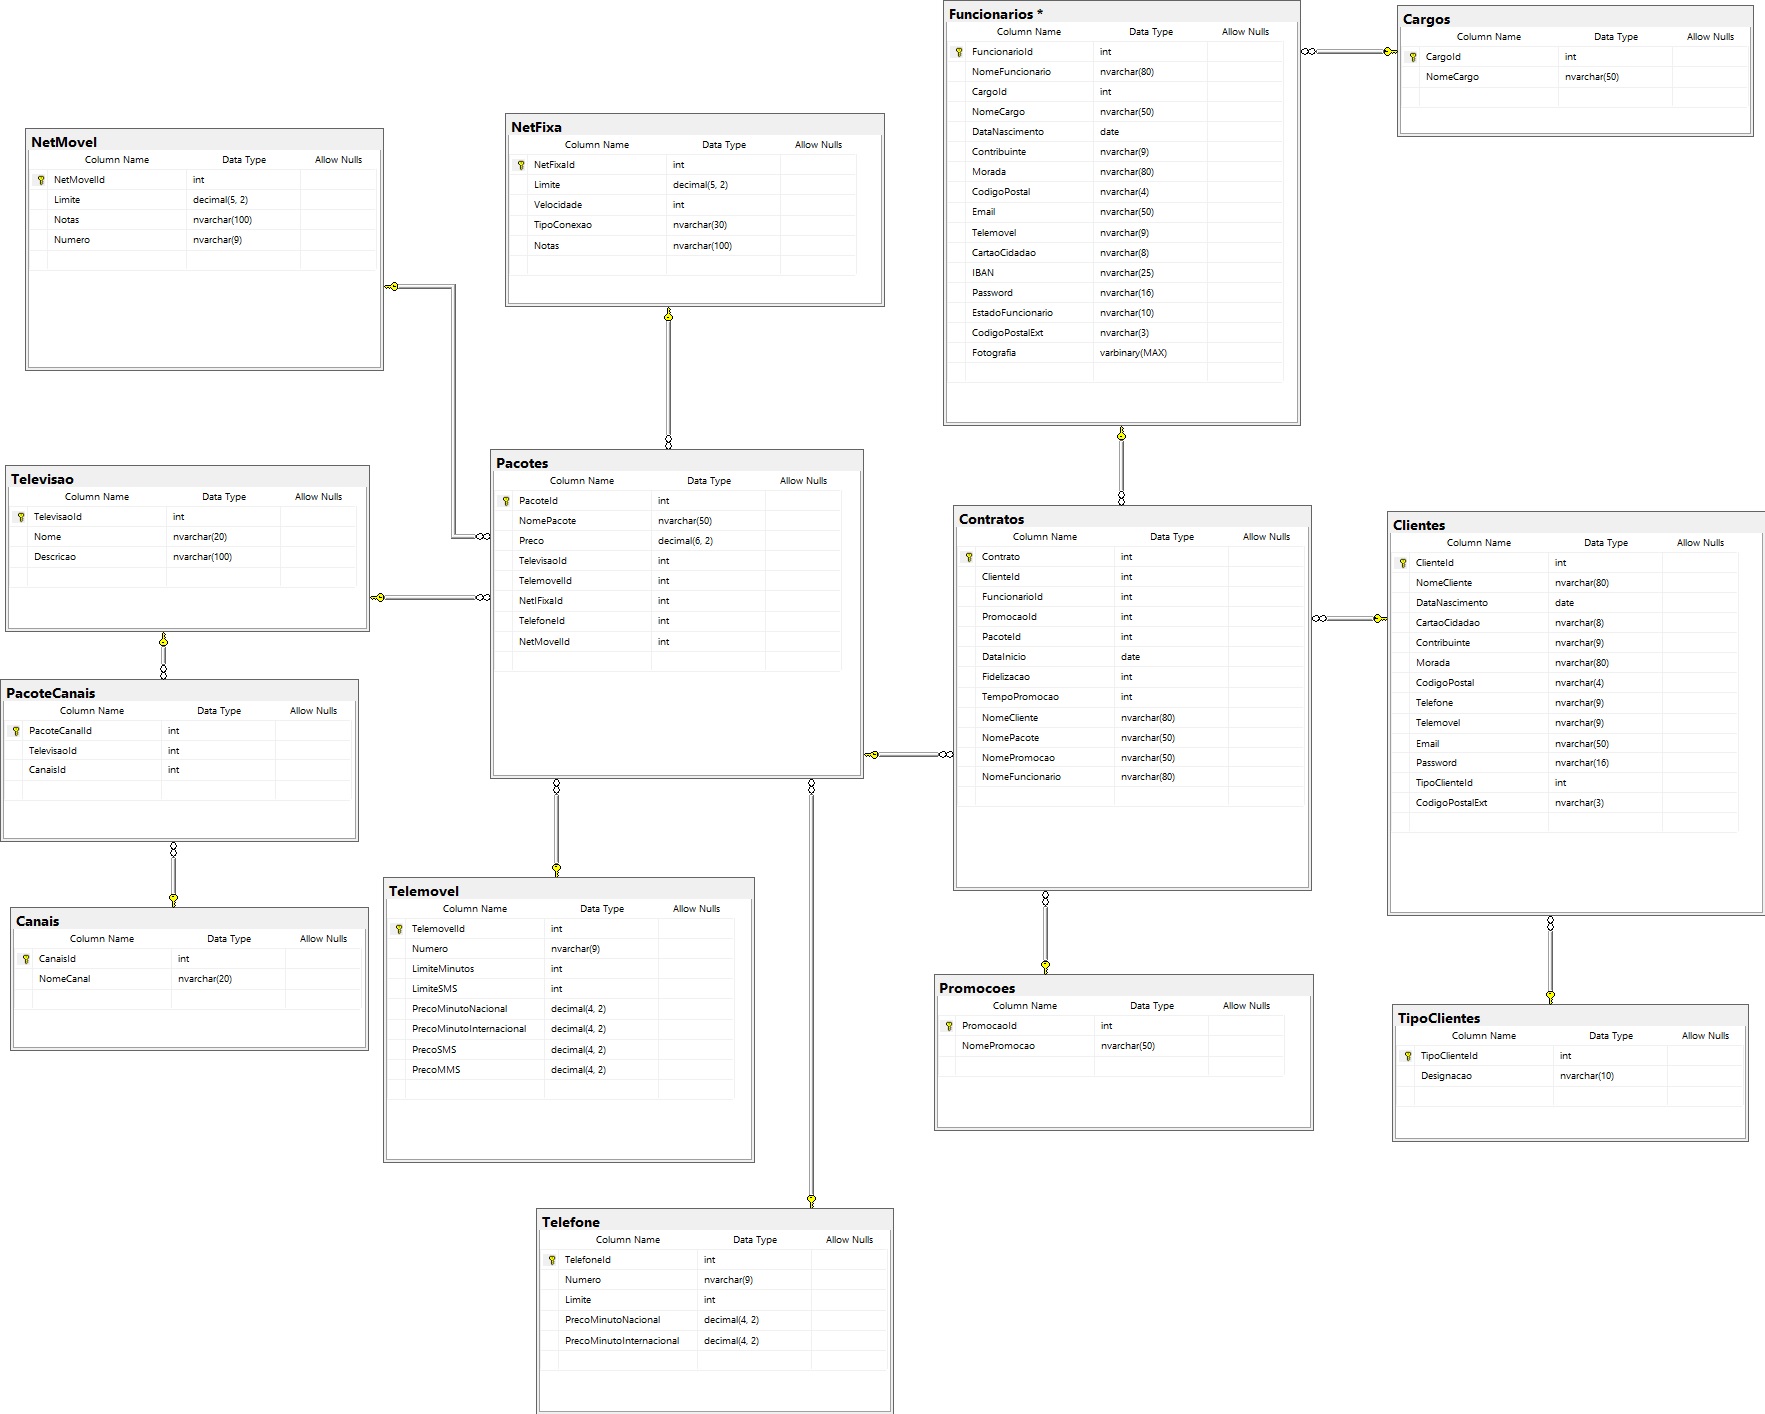 Funcionarios *
Column Name Data Type Allow Nulls
FuncionarioId int
NomeFuncionario nvarchar(80)
CargoId int
NomeCargo nvarchar(50)
DataNascimento date
Contribuinte nvarchar(9)
Morada nvarchar(80)
CodigoPostal nvarchar(4)
Email nvarchar(50)
Telemovel nvarchar(9)
CartaoCidadao nvarchar(8)
IBAN nvarchar(25)
Password nvarchar(16)
EstadoFuncionario nvarchar(10)
CodigoPostalExt nvarchar(3)
Fotografia varbinary(MAX)
Cargos
Column Name Data Type Allow Nulls
CargoId int
NomeCargo nvarchar(50)
NetMovel
Column Name Data Type Allow Nulls
NetMovelId int
Limite decimal(5, 2)
Notas nvarchar(100)
Numero nvarchar(9)
NetFixa
Column Name Data Type Allow Nulls
NetFixaId int
Limite decimal(5, 2)
Velocidade int
TipoConexao nvarchar(30)
Notas nvarchar(100)
Televisao
Column Name Data Type Allow Nulls
TelevisaoId int
Nome nvarchar(20)
Descricao nvarchar(100)
Pacotes
Column Name Data Type Allow Nulls
PacoteId int
NomePacote nvarchar(50)
Preco decimal(6, 2)
TelevisaoId int
TelemovelId int
NetlFixaId int
TelefoneId int
NetMovelId int
Contratos
Column Name Data Type Allow Nulls
Contrato int
ClienteId int
FuncionarioId int
PromocaoId int
PacoteId int
DataInicio date
Fidelizacao int
TempoPromocao int
NomeCliente nvarchar(80)
NomePacote nvarchar(50)
NomePromocao nvarchar(50)
NomeFuncionario nvarchar(80)
Clientes
Column Name Data Type Allow Nulls
ClienteId int
NomeCliente nvarchar(80)
DataNascimento date
CartaoCidadao nvarchar(8)
Contribuinte nvarchar(9)
Morada nvarchar(80)
CodigoPostal nvarchar(4)
Telefone nvarchar(9)
Telemovel nvarchar(9)
Email nvarchar(50)
Password nvarchar(16)
TipoClienteId int
CodigoPostalExt nvarchar(3)
PacoteCanais
Column Name Data Type Allow Nulls
PacoteCanalId int
TelevisaoId int
CanaisId int
Canais
Column Name Data Type Allow Nulls
CanaisId int
NomeCanal nvarchar(20)
Telemovel
Column Name Data Type Allow Nulls
TelemovelId int
Numero nvarchar(9)
LimiteMinutos int
LimiteSMS int
PrecoMinutoNacional decimal(4, 2)
PrecoMinutoInternacional decimal(4, 2)
PrecoSMS decimal(4, 2)
PrecoMMS decimal(4, 2)
Promocoes
Column Name Data Type Allow Nulls
PromocaoId int
NomePromocao nvarchar(50)
TipoClientes
Column Name Data Type Allow Nulls
TipoClienteId int
Designacao nvarchar(10)
Telefone
Column Name Data Type Allow Nulls
TelefoneId int
Numero nvarchar(9)
Limite int
PrecoMinutoNacional decimal(4, 2)
PrecoMinutoInternacional decimal(4, 2)